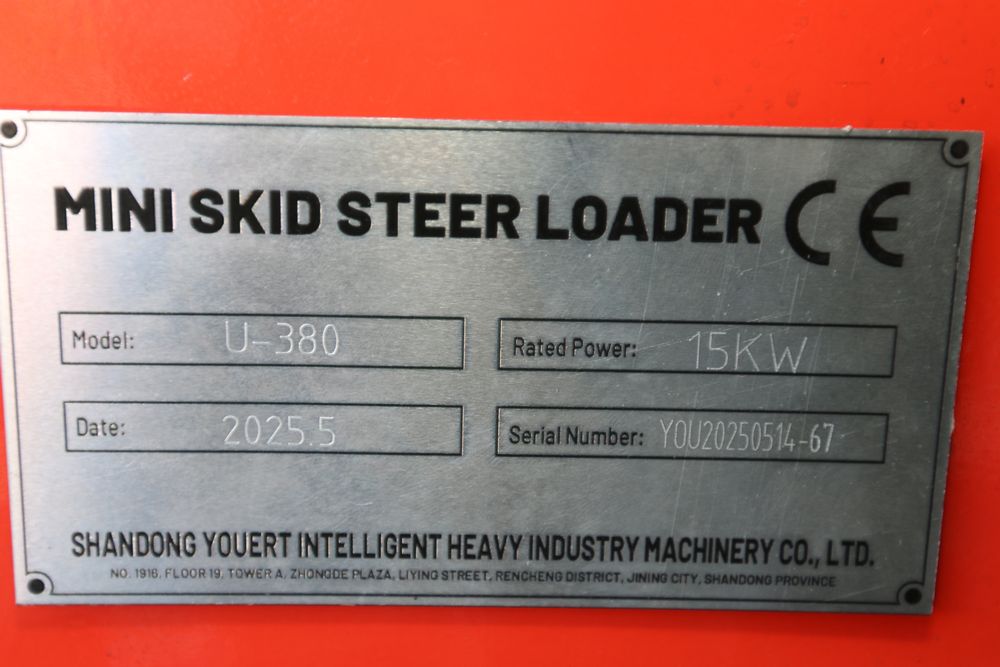 MINI SKID STEER LOADER CE
Model: U-380
Rated Power: 15KW
Date: 2025.5
Serial Number: YOU20250514-67
SHANDONG YOUERT INTELLIGENT HEAVY INDUSTRY MACHINERY CO., LTD.
NO. 1916, FLOOR 19, TOWER A, ZHONGDE PLAZA, LIYING STREET, RENCHENG DISTRICT, JINING CITY, SHANDONG PROVINCE